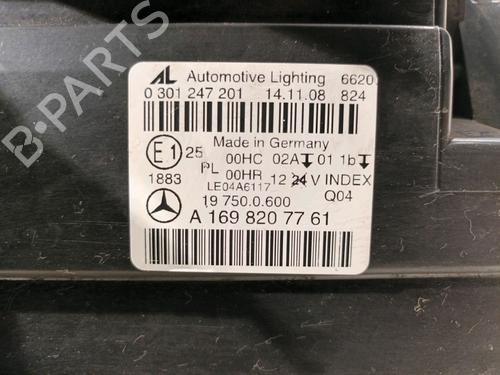 B-PARTS
AL Automotive Lighting 6620
0 301 247 201 14.11.08 824
Made in Germany
E1 25 00HC 02A 01 1b
PL 00HR 12 24 V INDEX
1883 LE04A6117 Q04
19 750.0.600
A 169 820 77 61